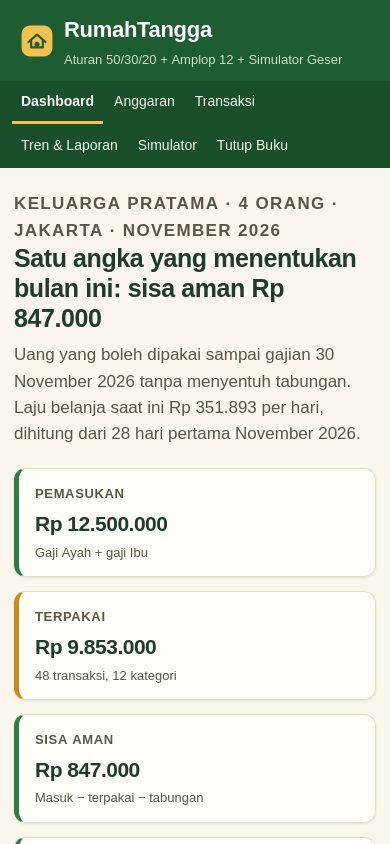 RumahTangga
Aturan 50/30/20 + Amplop 12 + Simulator Geser
Dashboard Anggaran Transaksi
Tren & Laporan Simulator Tutup Buku
KELUARGA PRATAMA · 4 ORANG ·
JAKARTA · NOVEMBER 2026
Satu angka yang menentukan
bulan ini: sisa aman Rp
847.000
Uang yang boleh dipakai sampai gajian 30
November 2026 tanpa menyentuh tabungan.
Laju belanja saat ini Rp 351.893 per hari,
dihitung dari 28 hari pertama November 2026.
PEMASUKAN
Rp 12.500.000
Gaji Ayah + gaji Ibu
TERPAKAI
Rp 9.853.000
48 transaksi, 12 kategori
SISA AMAN
Rp 847.000
Masuk − terpakai − tabungan